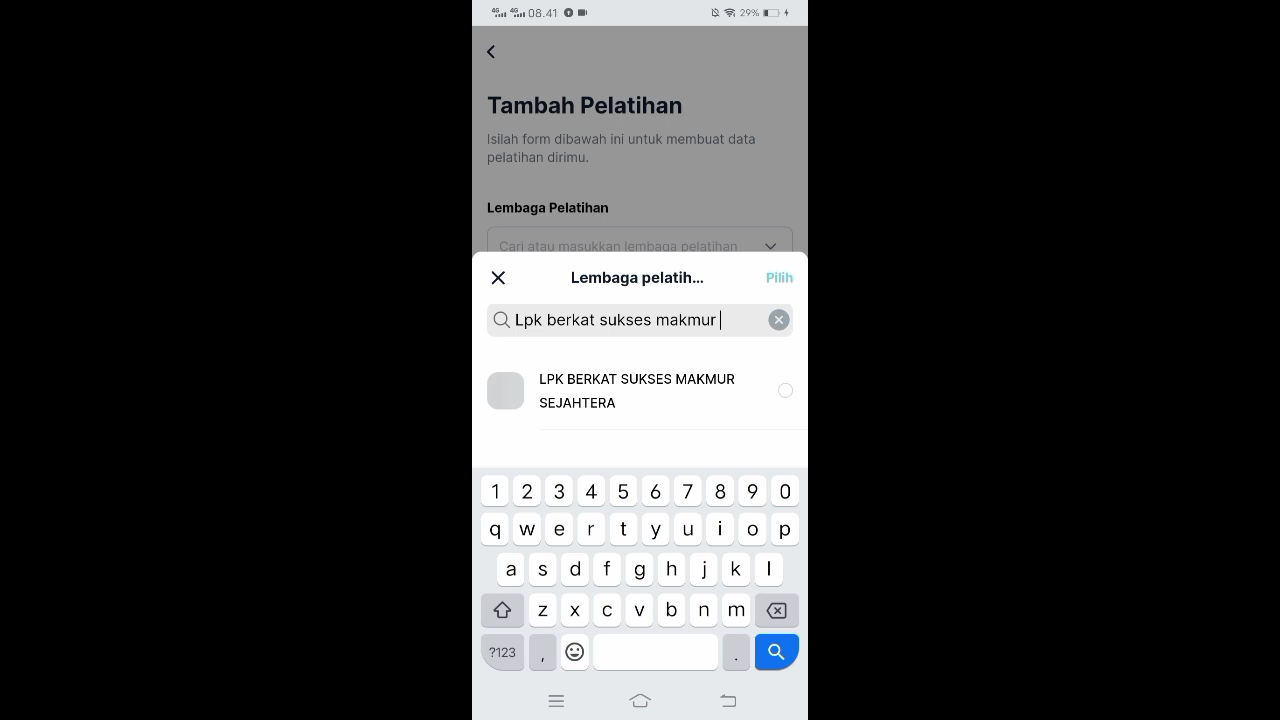 4G 4G 08.41 29%
Tambah Pelatihan
Isilah form dibawah ini untuk membuat data
pelatihan dirimu.
Lembaga Pelatihan
Cari atau masukkan lembaga pelatihan
Lembaga pelatih... Pilih
Lpk berkat sukses makmur
LPK BERKAT SUKSES MAKMUR
SEJAHTERA
1 2 3 4 5 6 7 8 9 0
q w e r t y u i o p
a s d f g h j k l
z x c v b n m
?123 , .